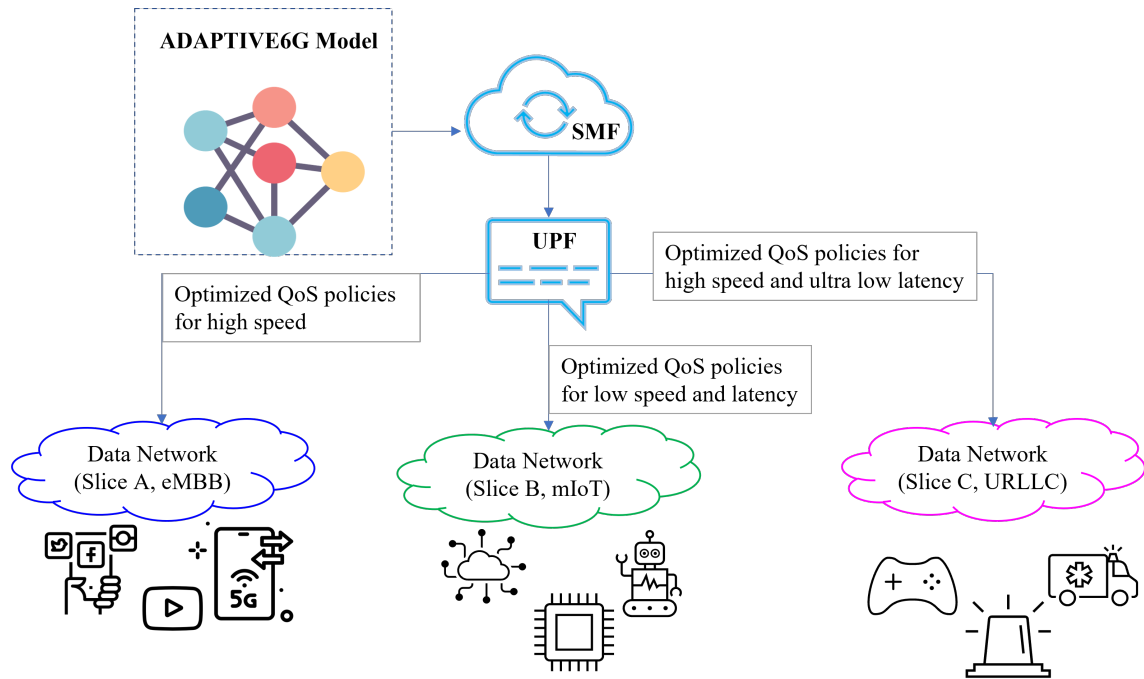 ADAPTIVE6G Model
SMF
UPF
Optimized QoS policies for
high speed and ultra low latency
Optimized QoS policies
for high speed
Optimized QoS policies
for low speed and latency
Data Network
(Slice A, eMBB)
Data Network
(Slice B, mIoT)
Data Network
(Slice C, URLLC)
f
5G